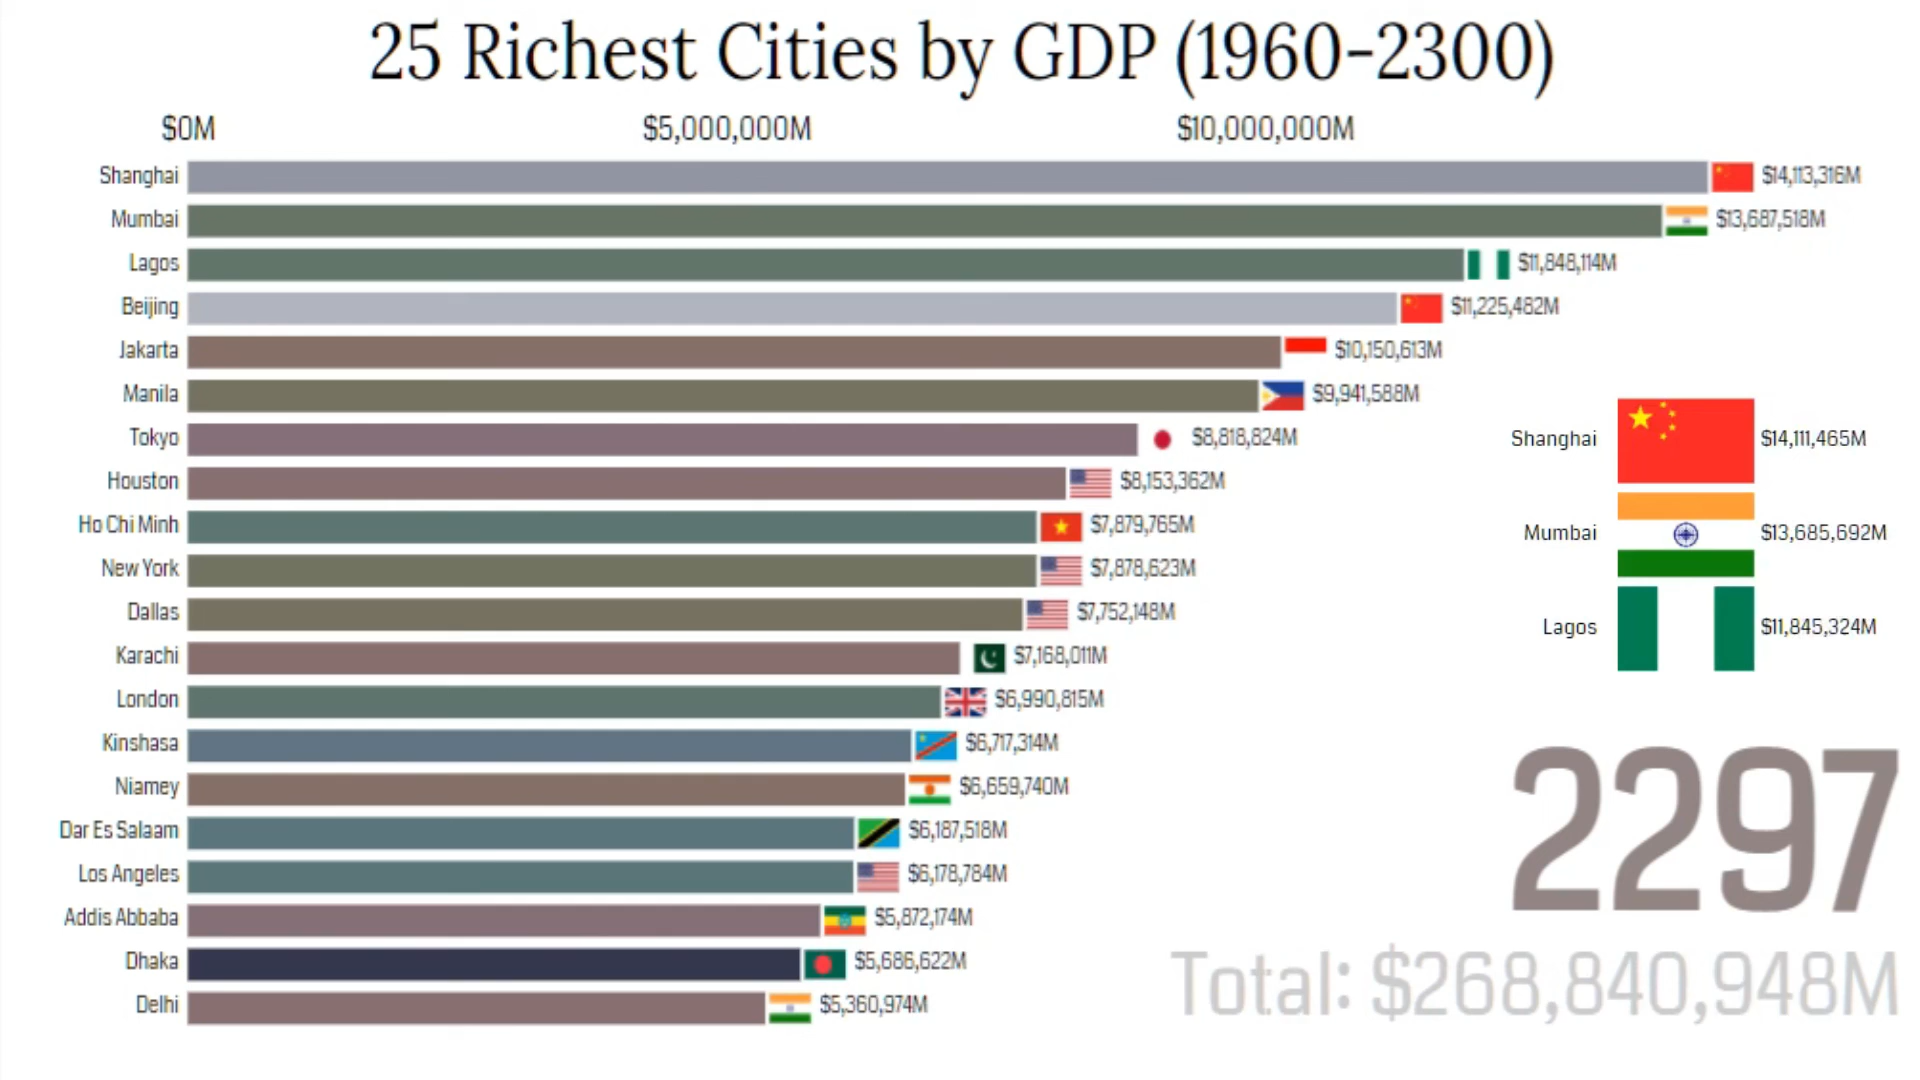 25 Richest Cities by GDP (1960-2300)
$0M $5,000,000M $10,000,000M
Shanghai $14,113,316M
Mumbai $13,687,518M
Lagos $11,848,114M
Beijing $11,225,482M
Jakarta $10,150,613M
Manila $9,941,588M
Tokyo $8,818,824M
Shanghai $14,111,465M
Houston $8,153,362M
Ho Chi Minh $7,879,765M
Mumbai $13,685,692M
New York $7,878,623M
Dallas $7,752,148M
Lagos $11,845,324M
Karachi $7,168,011M
London $6,990,815M
Kinshasa $6,717,314M
Niamey $6,659,740M
Dar Es Salaam $6,187,518M
2297
Los Angeles $6,178,784M
Addis Abbaba $5,872,174M
Dhaka $5,686,622M
Total: $268,840,948M
Delhi $5,360,974M